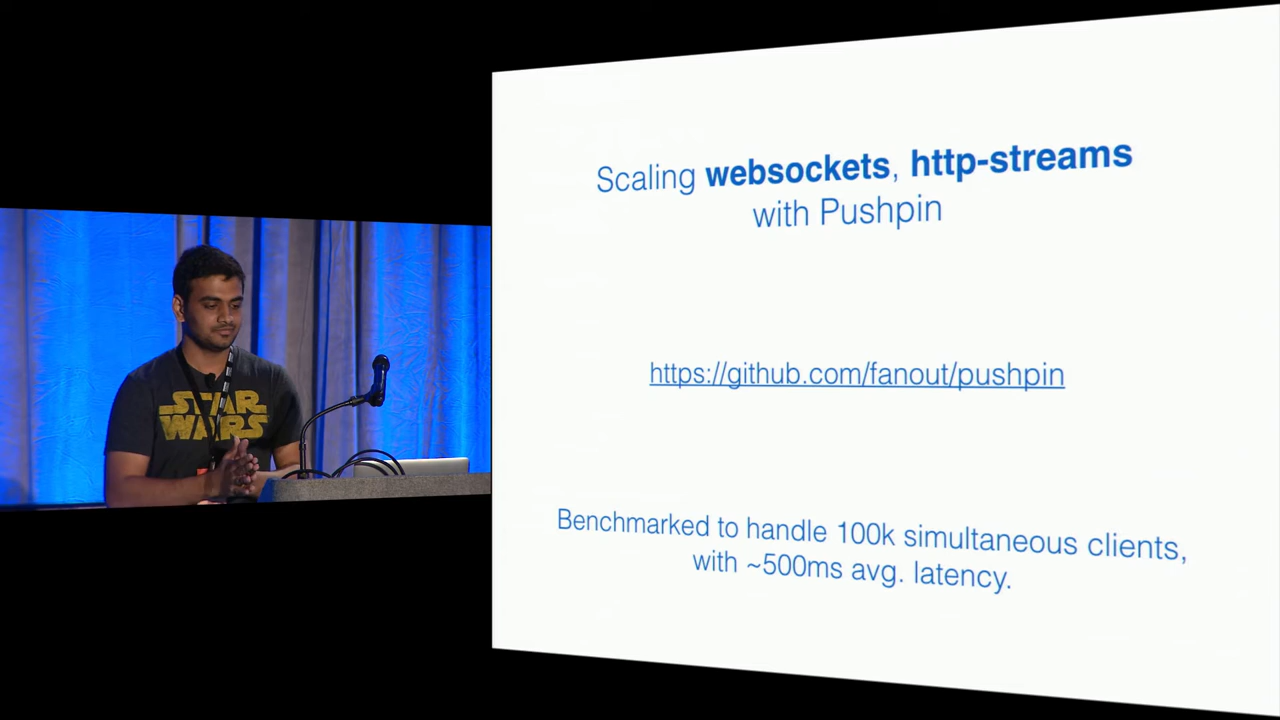 STAR
WARS
Scaling websockets, http-streams
with Pushpin
https://github.com/fanout/pushpin
Benchmarked to handle 100k simultaneous clients,
with ~500ms avg. latency.